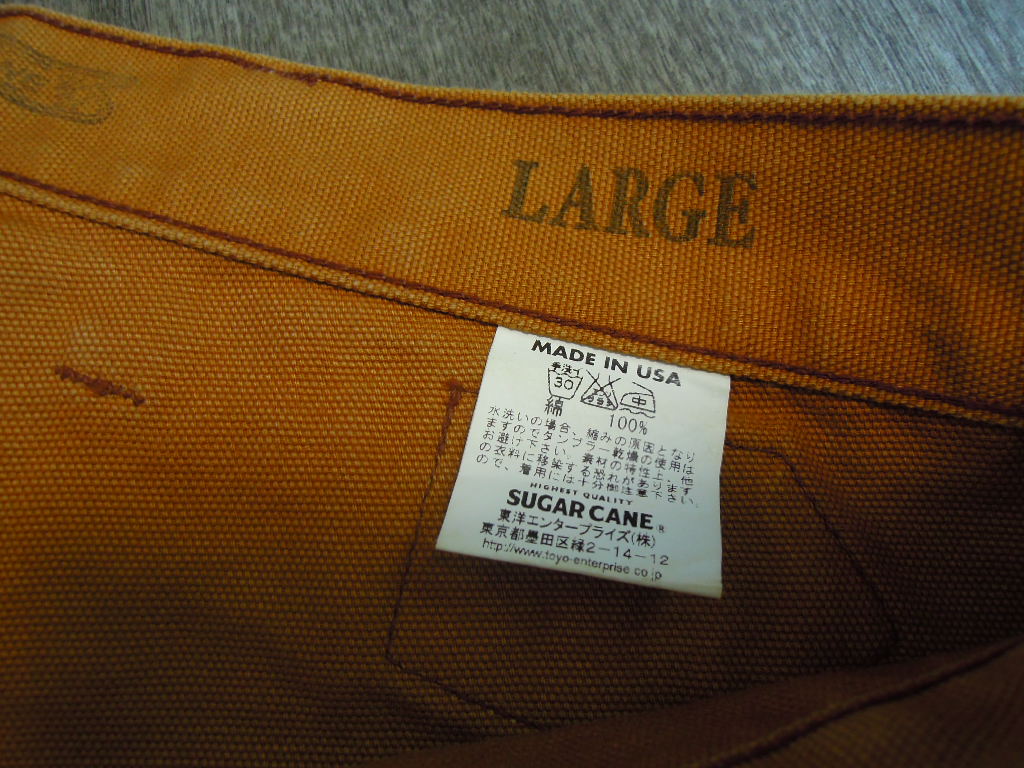 LARGE
MADE IN USA
手洗イ
30
中
綿 100%
水洗いの場合、縮みの原因となり
ますのでタンブラー乾燥の使用は
お避け下さい。素材の特性上、他
の衣料に移染する恐れがあります
ので、着用には十分御注意下さい。
HIGHEST QUALITY
SUGAR CANE®
東洋エンタープライズ(株)
東京都墨田区緑2-14-12
http://www.toyo-enterprise.co.jp